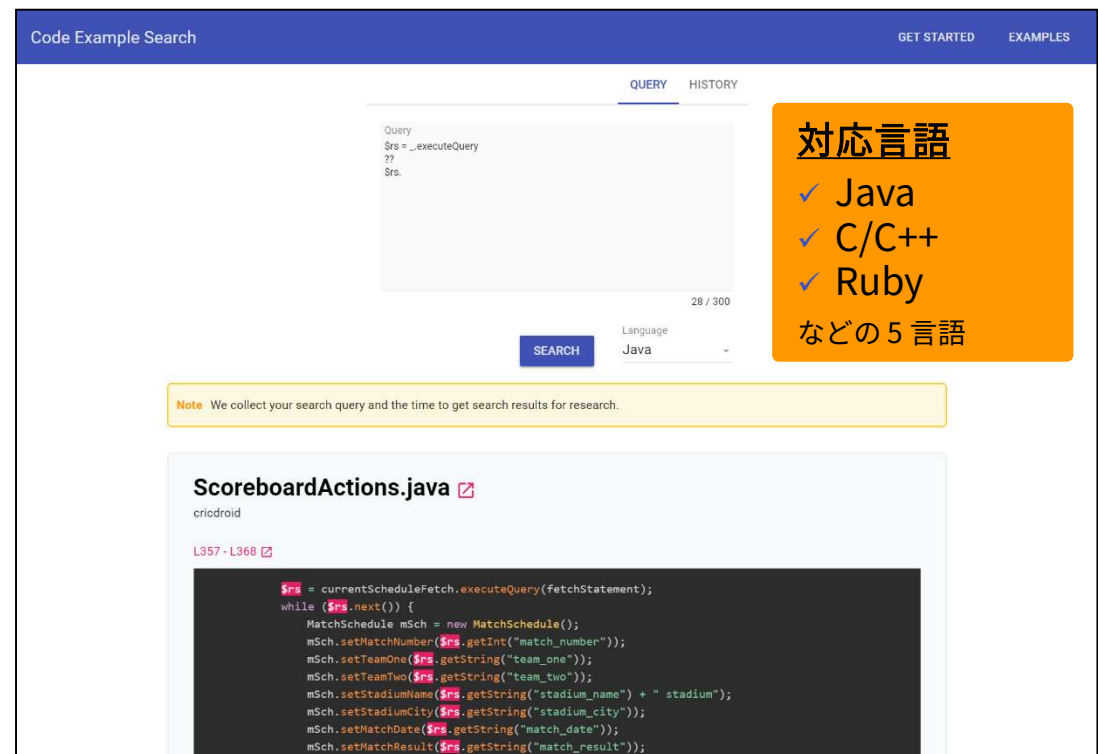 Code Example Search
GET STARTED
EXAMPLES
QUERY
HISTORY
Query
$rs = _.executeQuery
??
$rs.
28 / 300
SEARCH
Language
Java
対応言語
✓ Java
✓ C/C++
✓ Ruby
などの 5 言語
Note We collect your search query and the time to get search results for research.
ScoreboardActions.java
cricdroid
L357 - L368
$rs = currentScheduleFetch.executeQuery(fetchStatement);
while ($rs.next()) {
MatchSchedule mSch = new MatchSchedule();
mSch.setMatchNumber($rs.getInt("match_number"));
mSch.setTeamOne($rs.getString("team_one"));
mSch.setTeamTwo($rs.getString("team_two"));
mSch.setStadiumName($rs.getString("stadium_name") + " stadium");
mSch.setStadiumCity($rs.getString("stadium_city"));
mSch.setMatchDate($rs.getString("match_date"));
mSch.setMatchResult($rs.getString("match_result"));